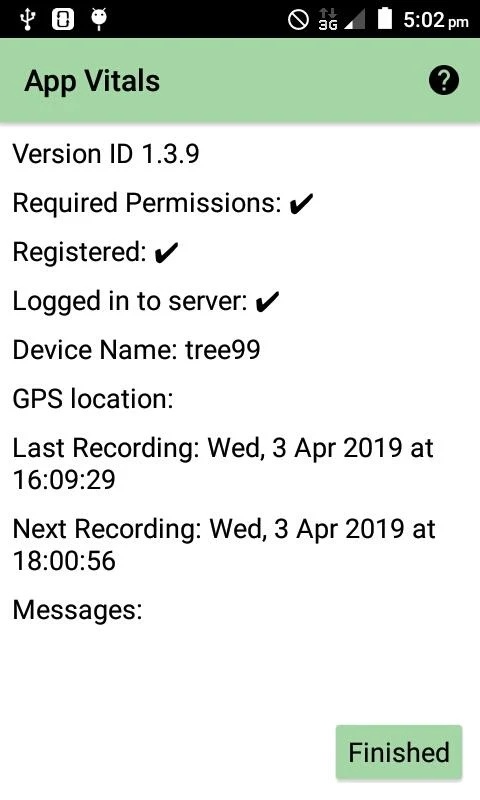 3G 5:02 pm
App Vitals ?
Version ID 1.3.9
Required Permissions: ✔
Registered: ✔
Logged in to server: ✔
Device Name: tree99
GPS location:
Last Recording: Wed, 3 Apr 2019 at
16:09:29
Next Recording: Wed, 3 Apr 2019 at
18:00:56
Messages:
Finished